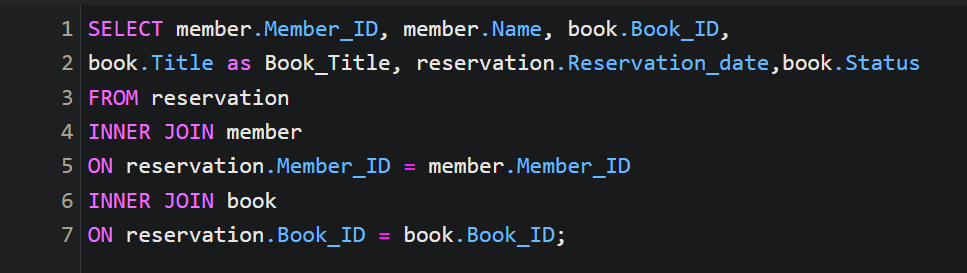 1 SELECT member.Member_ID, member.Name, book.Book_ID,
2 book.Title as Book_Title, reservation.Reservation_date,book.Status
3 FROM reservation
4 INNER JOIN member
5 ON reservation.Member_ID = member.Member_ID
6 INNER JOIN book
7 ON reservation.Book_ID = book.Book_ID;